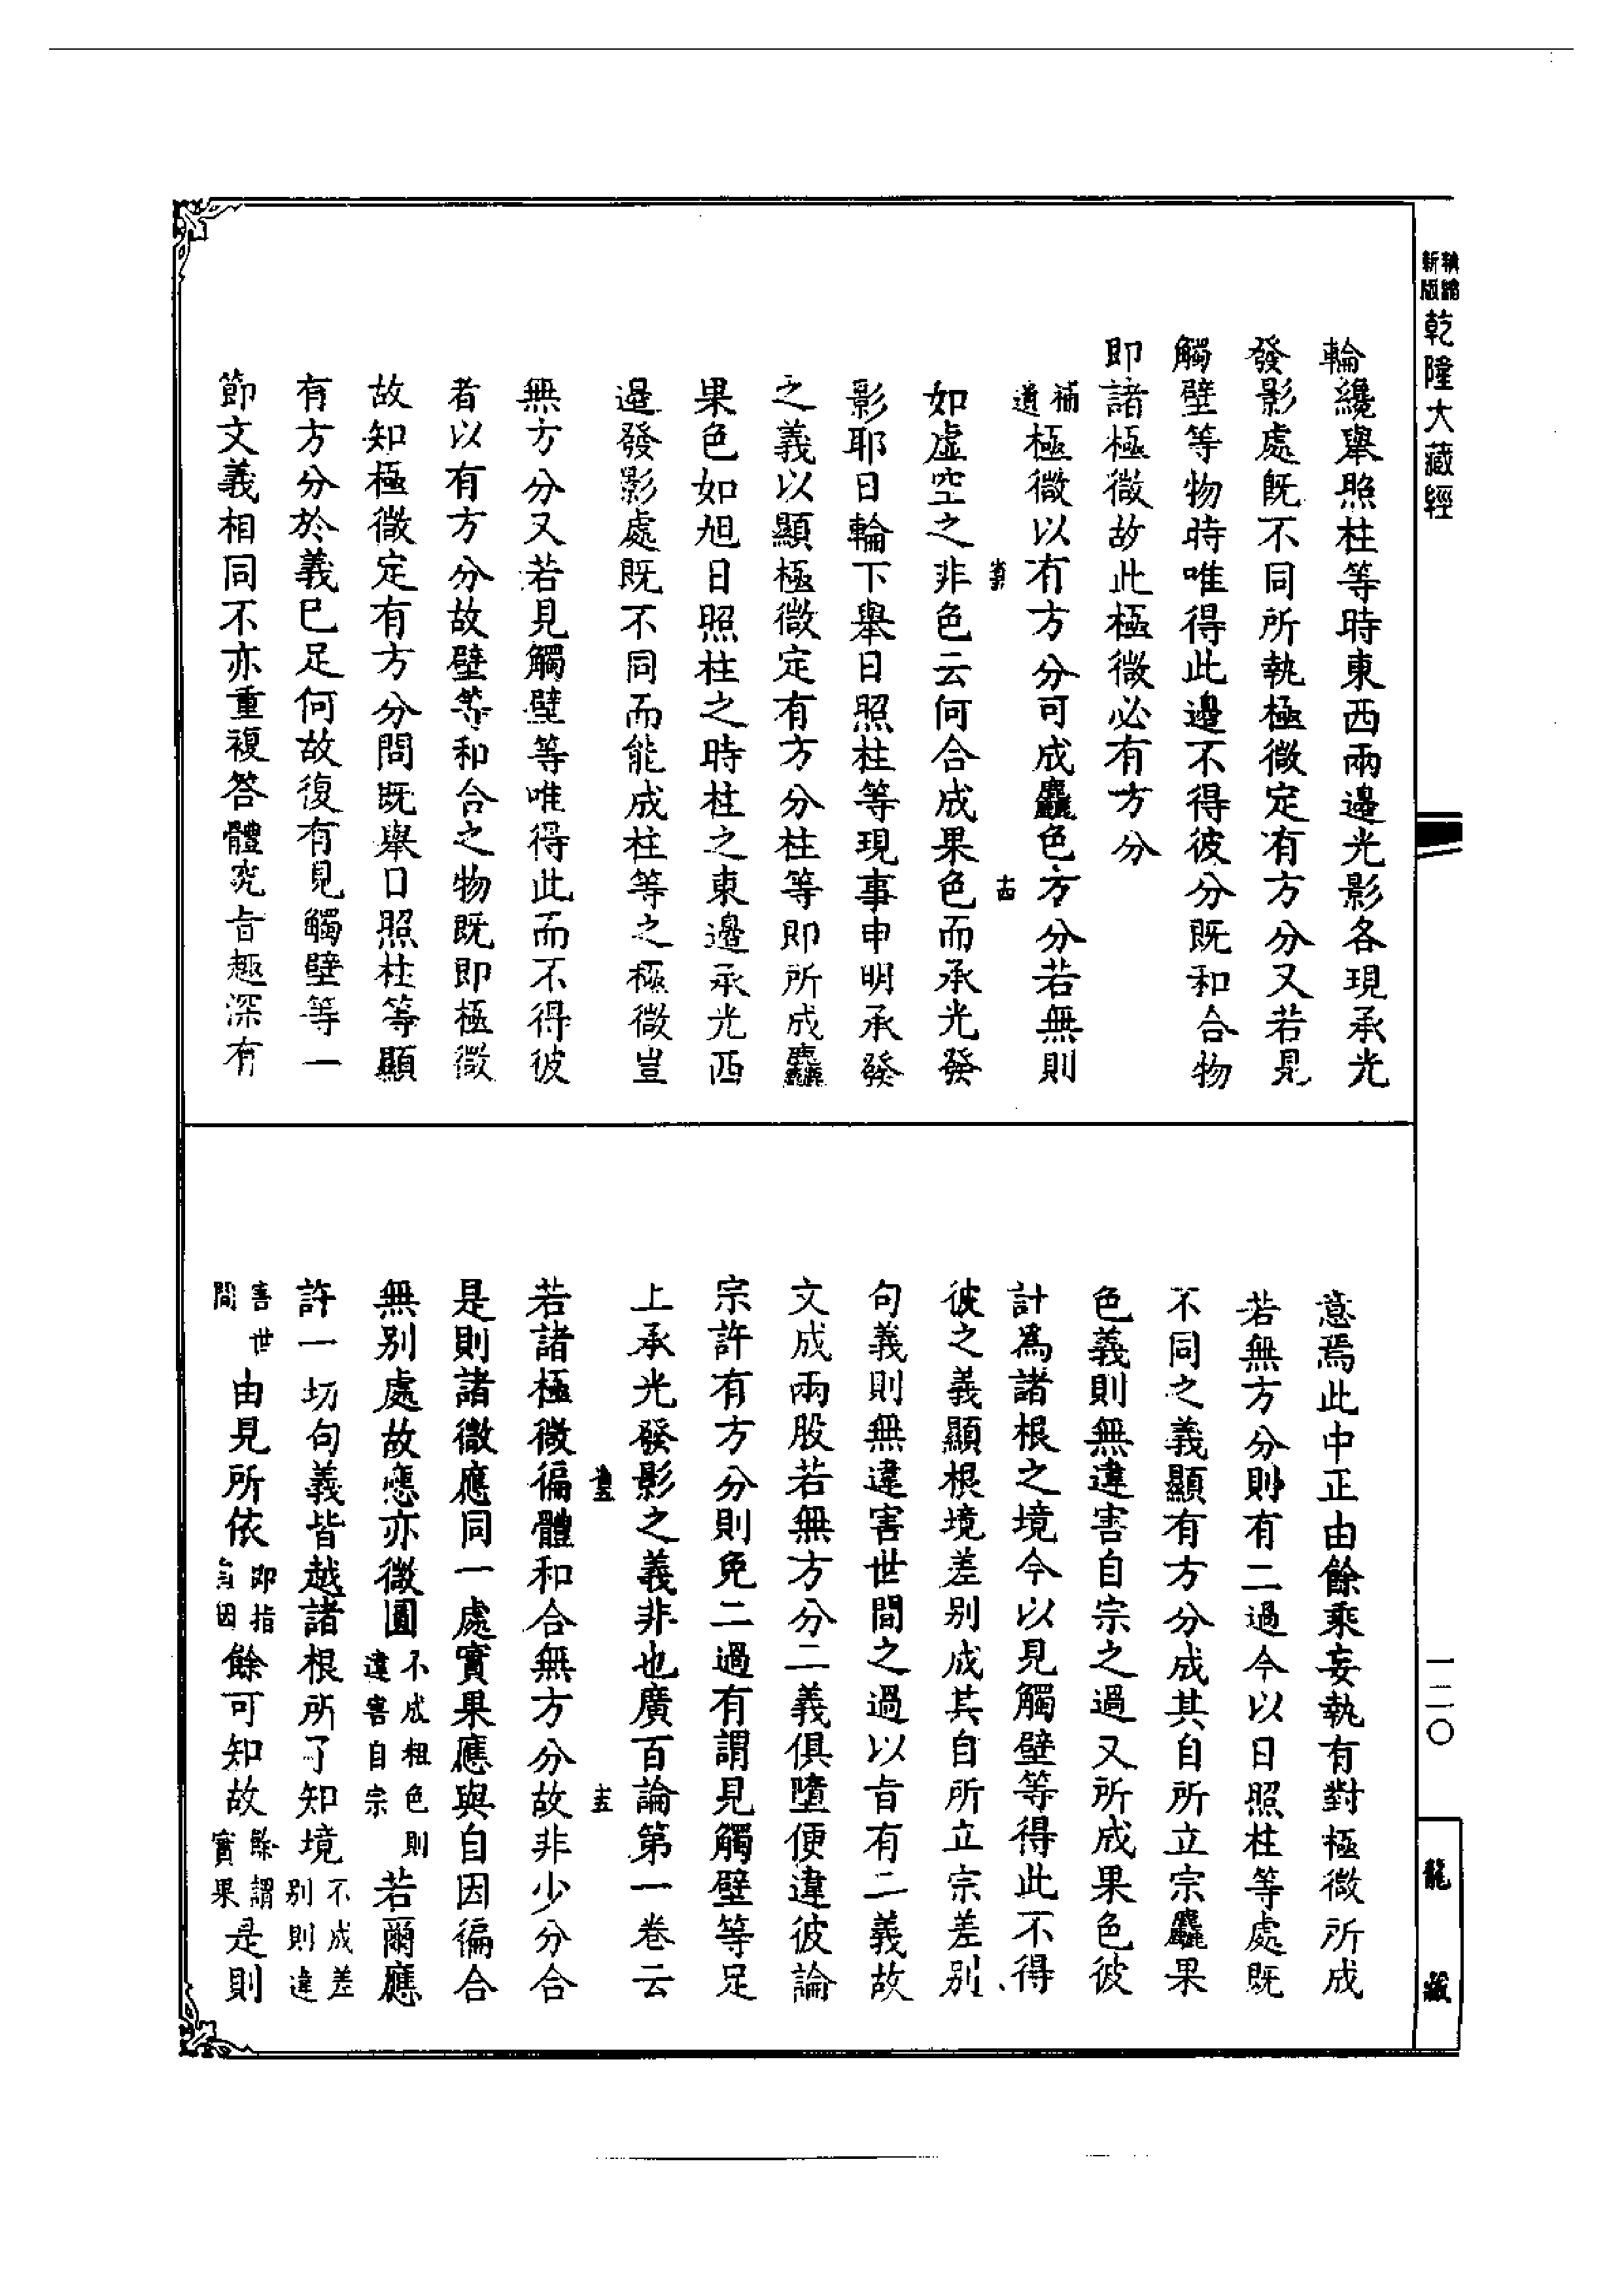 新編縮版
乾隆大藏經
輪纔舉照柱等時東西兩邊光影各現承光
發影處旣不同所執極微定有方分又若見
觸壁等物時唯得此邊不得彼分既和合物
即諸極微故此極微必有方分
補遺極微以有方分可成麤色方分若無則
如虛空之非色云何合成果色而承光發
影耶日輪下舉日照柱等現事申明承發
之義以顯極微定有方分柱等即所成麤
果色如旭日照柱之時柱之東邊承光西
邊發影處既不同而能成柱等之極微豈
無方分又若見觸壁等唯得此而不得彼
者以有方分故壁等和合之物既即極微
故知極微定有方分問既舉日照柱等顯
有方分於義已足何故復有見觸壁等一
節文義相同不亦重複答體究旨趣深有
十四
意焉此中正由餘乘妄執有對極微所成
若無方分則有二過今以日照柱等處既
不同之義顯有方分成其自所立宗麤果
色義則無違害自宗之過又所成果色彼
計為諸根之境今以見觸壁等得此不得
彼之義顯根境差別成其自所立宗差別
句義則無違害世間之過以旨有二義故
文成兩股若無方分二義俱墮便違彼論
宗許有方分則免二過有謂見觸壁等足
上承光發影之義非也廣百論第一卷云
若諸極微徧體和合無方分故非少分合
是則諸微應同一處實果應與自因徧合
無別處故應亦微圓不成粗色則違害自宗若爾應
許一切句義皆越諸根所了知境不成差別則違
害世間由見所依即指自因餘可知故餘謂實果是則
十五
一二〇
龍藏